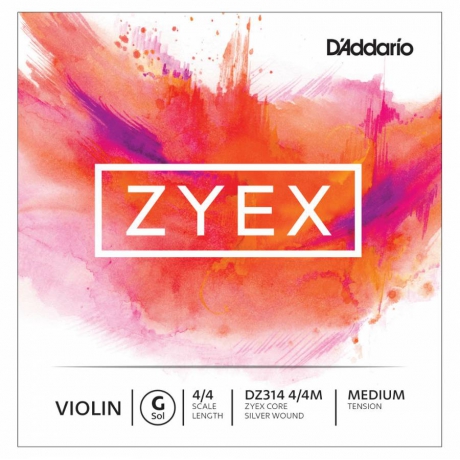 D'Addario
ZYEX
VIOLIN
G
Sol
4/4
SCALE
LENGTH
DZ314 4/4M
ZYEX CORE
SILVER WOUND
MEDIUM
TENSION